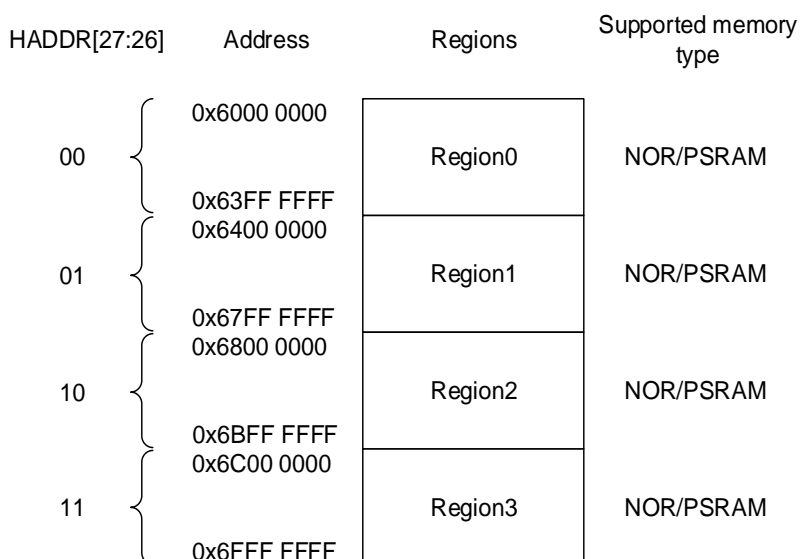 HADDR[27:26] Address Regions Supported memory type
0x6000 0000
00 Region0 NOR/PSRAM
0x63FF FFFF
0x6400 0000
01 Region1 NOR/PSRAM
0x67FF FFFF
0x6800 0000
10 Region2 NOR/PSRAM
0x6BFF FFFF
0x6C00 0000
11 Region3 NOR/PSRAM
0x6FFF FFFF